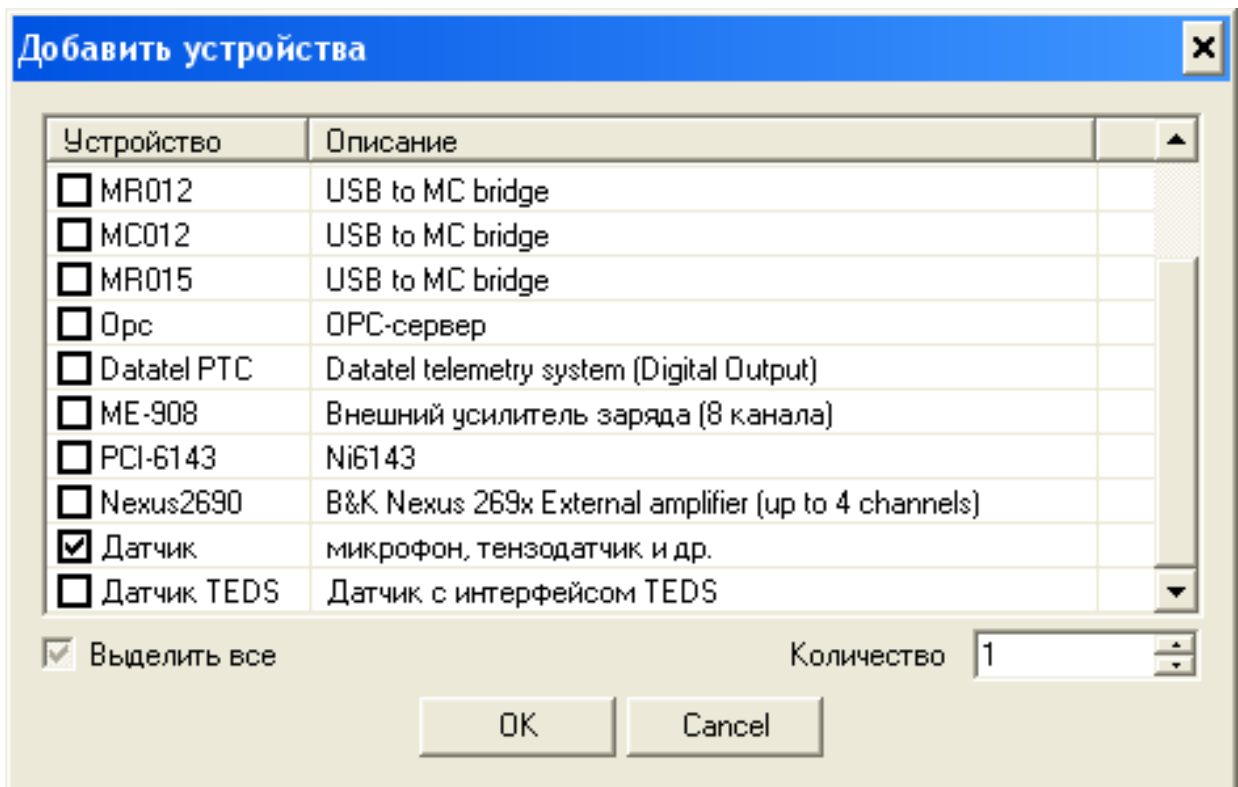 Добавить устройства
Устройство Описание
MR012 USB to MC bridge
MC012 USB to MC bridge
MR015 USB to MC bridge
Opc OPC-сервер
Datatel PTC Datatel telemetry system (Digital Output)
ME-908 Внешний усилитель заряда (8 канала)
PCI-6143 Ni6143
Nexus2690 B&K Nexus 269x External amplifier (up to 4 channels)
Датчик микрофон, тензодатчик и др.
Датчик TEDS Датчик с интерфейсом TEDS
Выделить все Количество 1
OK Cancel